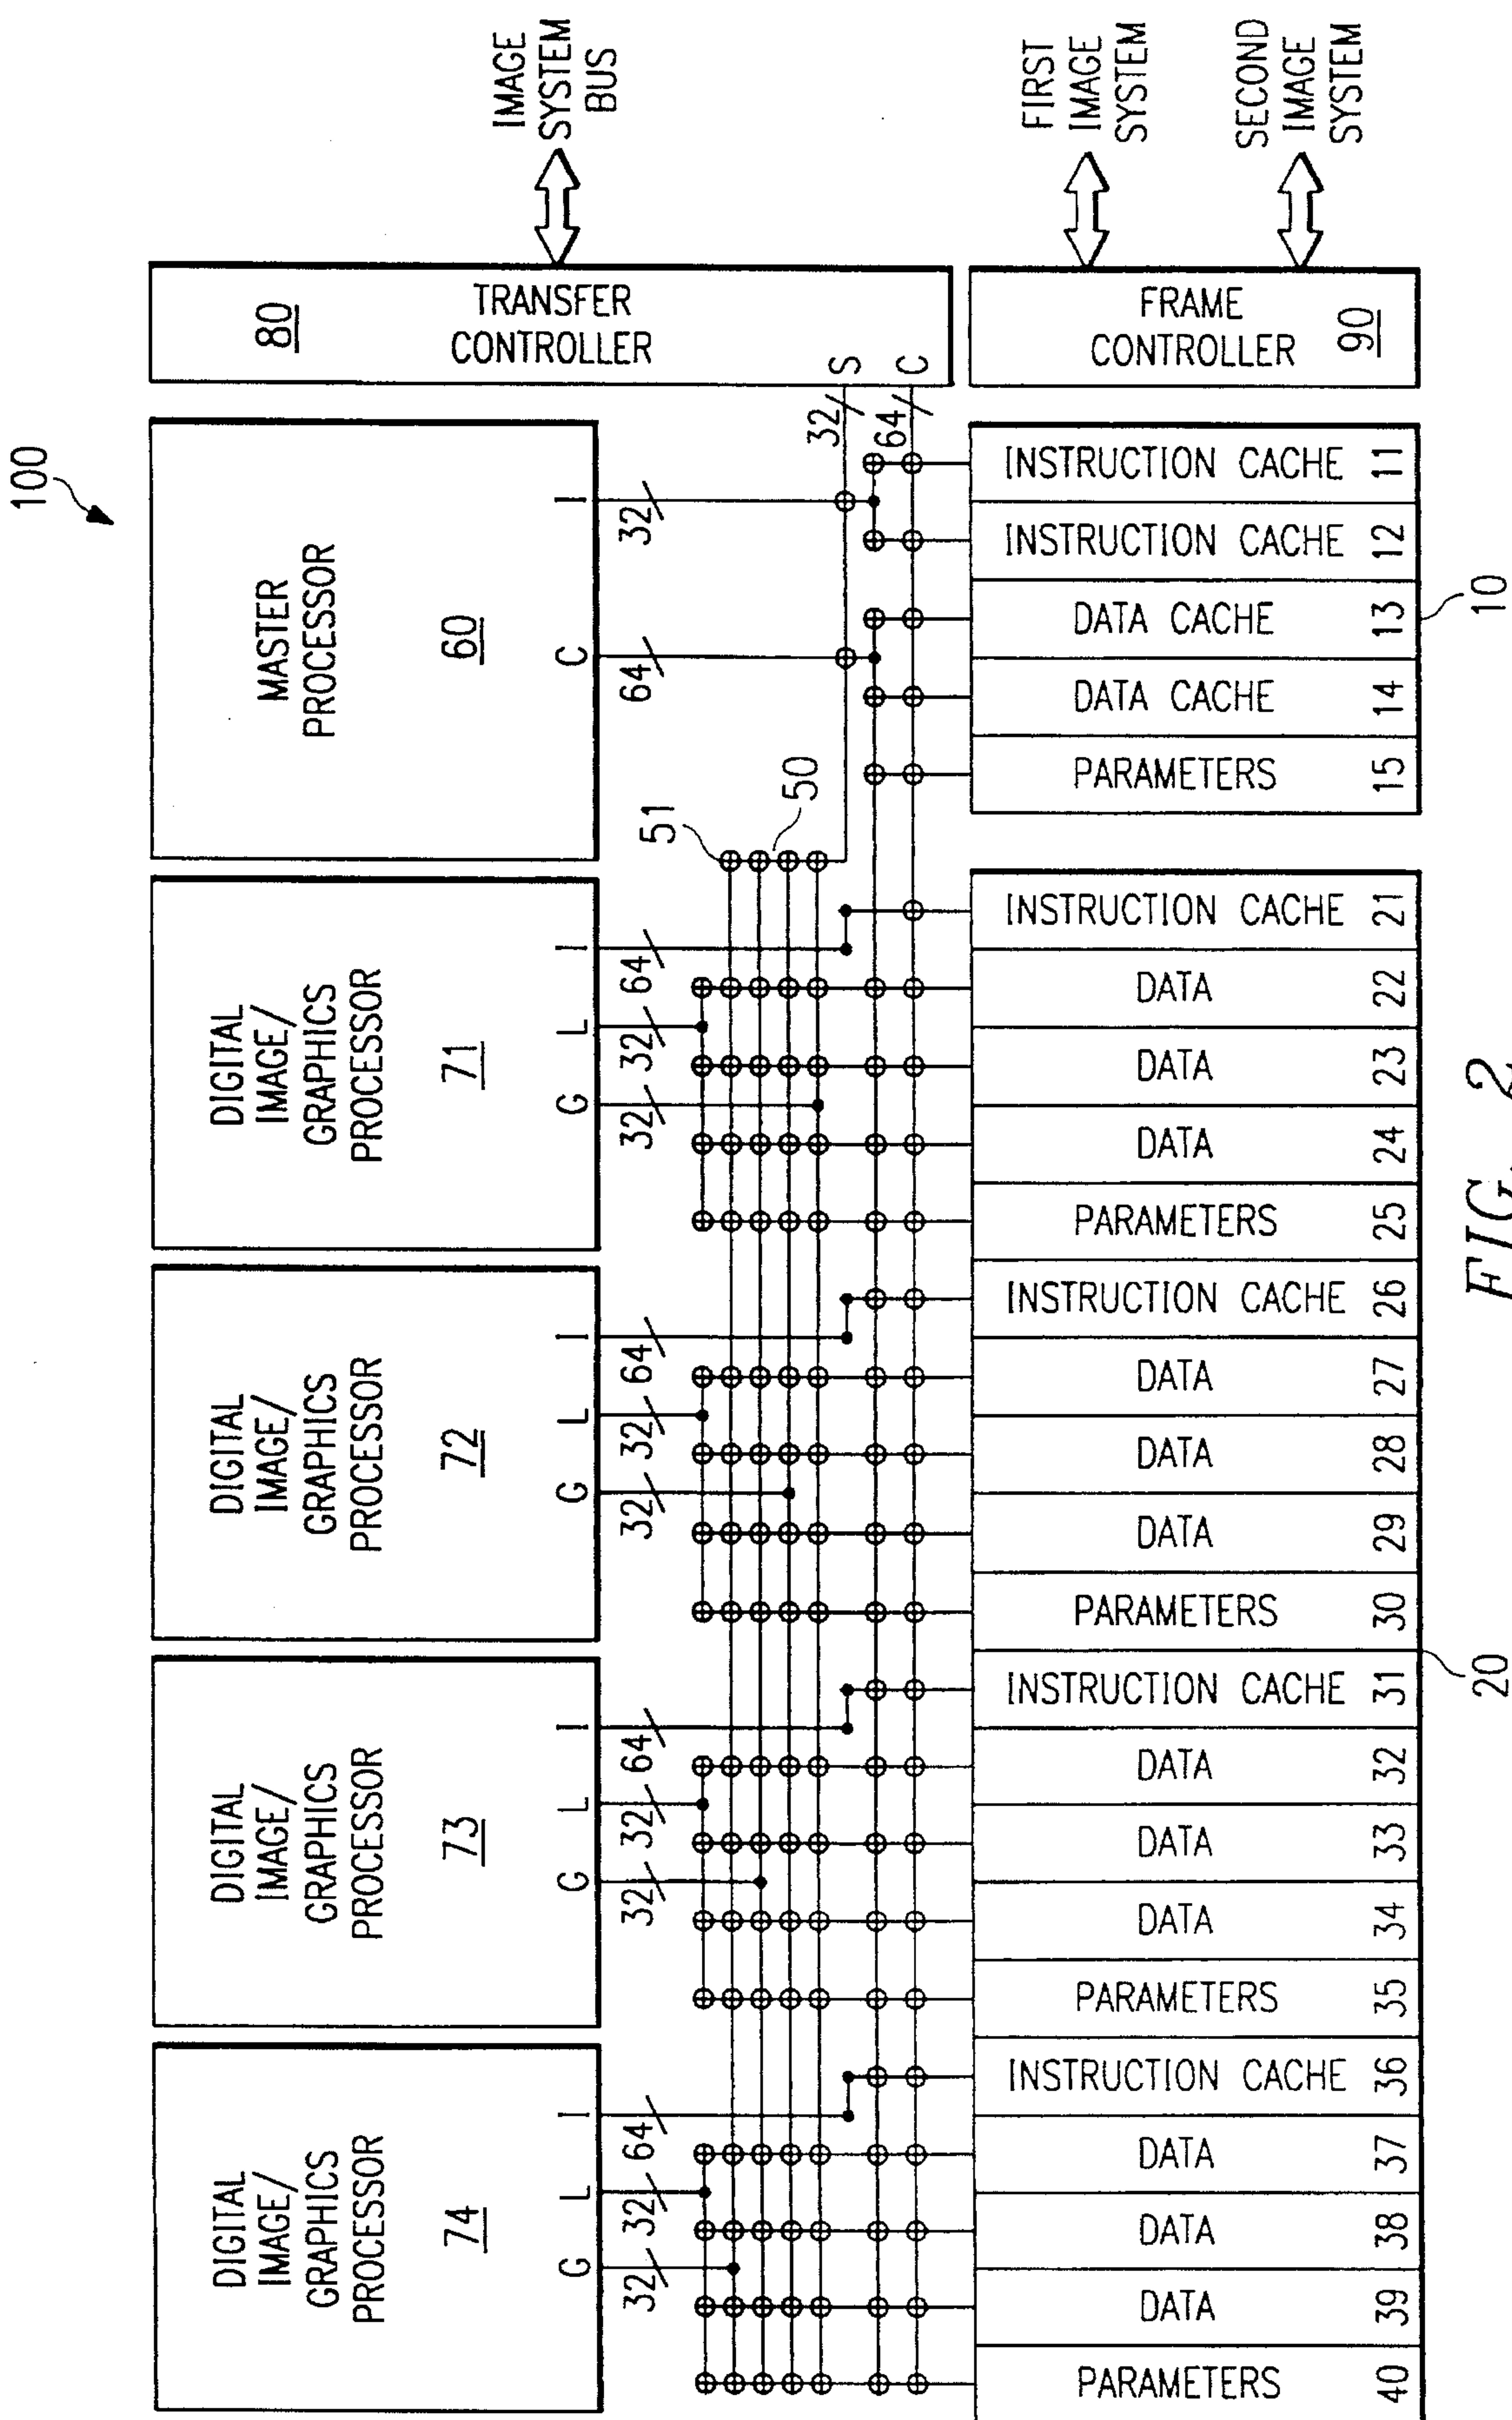 100
MASTER
PROCESSOR
60
C
I
64
32
TRANSFER
CONTROLLER
80
S
C
32
64
IMAGE
SYSTEM
BUS
DIGITAL
IMAGE/
GRAPHICS
PROCESSOR
74
G
L
I
32
32
64
DIGITAL
IMAGE/
GRAPHICS
PROCESSOR
73
G
L
I
32
32
64
DIGITAL
IMAGE/
GRAPHICS
PROCESSOR
72
G
L
I
32
32
64
DIGITAL
IMAGE/
GRAPHICS
PROCESSOR
71
G
L
I
32
32
64
51
50
PARAMETERS 40
DATA 39
DATA 38
DATA 37
INSTRUCTION CACHE 36
PARAMETERS 35
DATA 34
DATA 33
DATA 32
INSTRUCTION CACHE 31
PARAMETERS 30
DATA 29
DATA 28
DATA 27
INSTRUCTION CACHE 26
PARAMETERS 25
DATA 24
DATA 23
DATA 22
INSTRUCTION CACHE 21
PARAMETERS 15
DATA CACHE 14
DATA CACHE 13
INSTRUCTION CACHE 12
INSTRUCTION CACHE 11
FRAME
CONTROLLER
90
FIRST
IMAGE
SYSTEM
SECOND
IMAGE
SYSTEM
20
10
FIG. 2